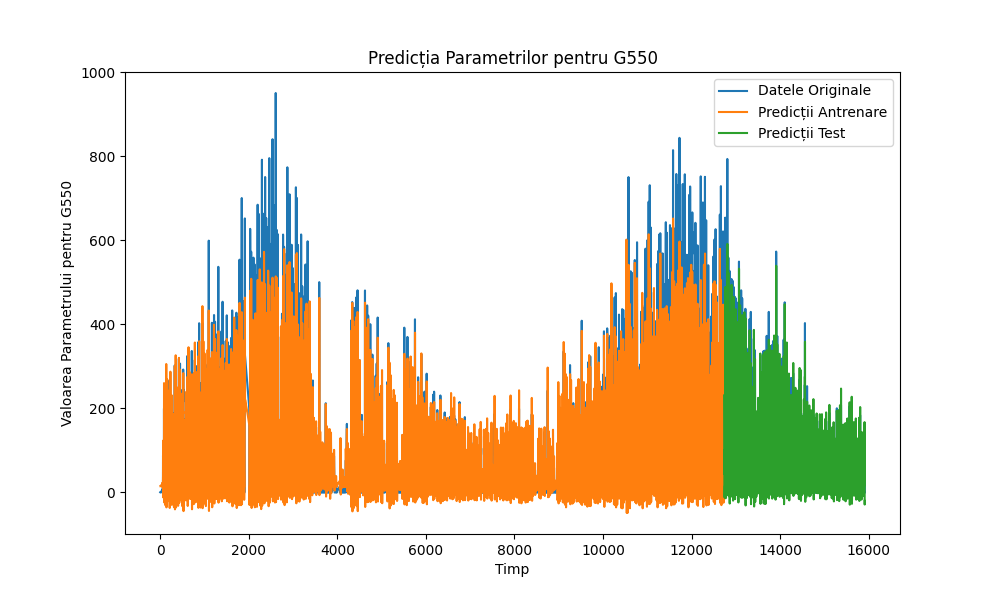 Predicția Parametrilor pentru G550
Datele Originale
Predicții Antrenare
Predicții Test
Valoarea Parametrului pentru G550
1000
800
600
400
200
0
0 2000 4000 6000 8000 10000 12000 14000 16000
Timp